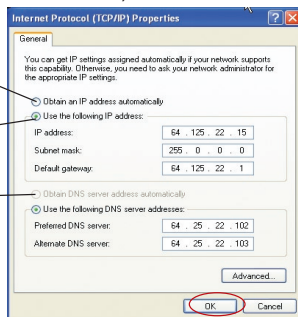 Internet Protocol (TCP/IP) Properties
General
You can get IP settings assigned automatically if your network supports
this capability. Otherwise, you need to ask your network administrator for
the appropriate IP settings.
Obtain an IP address automatically
Use the following IP address:
IP address: 64 . 125 . 22 . 15
Subnet mask: 255 . 0 . 0 . 0
Default gateway: 64 . 125 . 22 . 1
Obtain DNS server address automatically
Use the following DNS server addresses:
Preferred DNS server: 64 . 25 . 22 . 102
Alternate DNS server: 64 . 25 . 22 . 103
Advanced...
OK Cancel